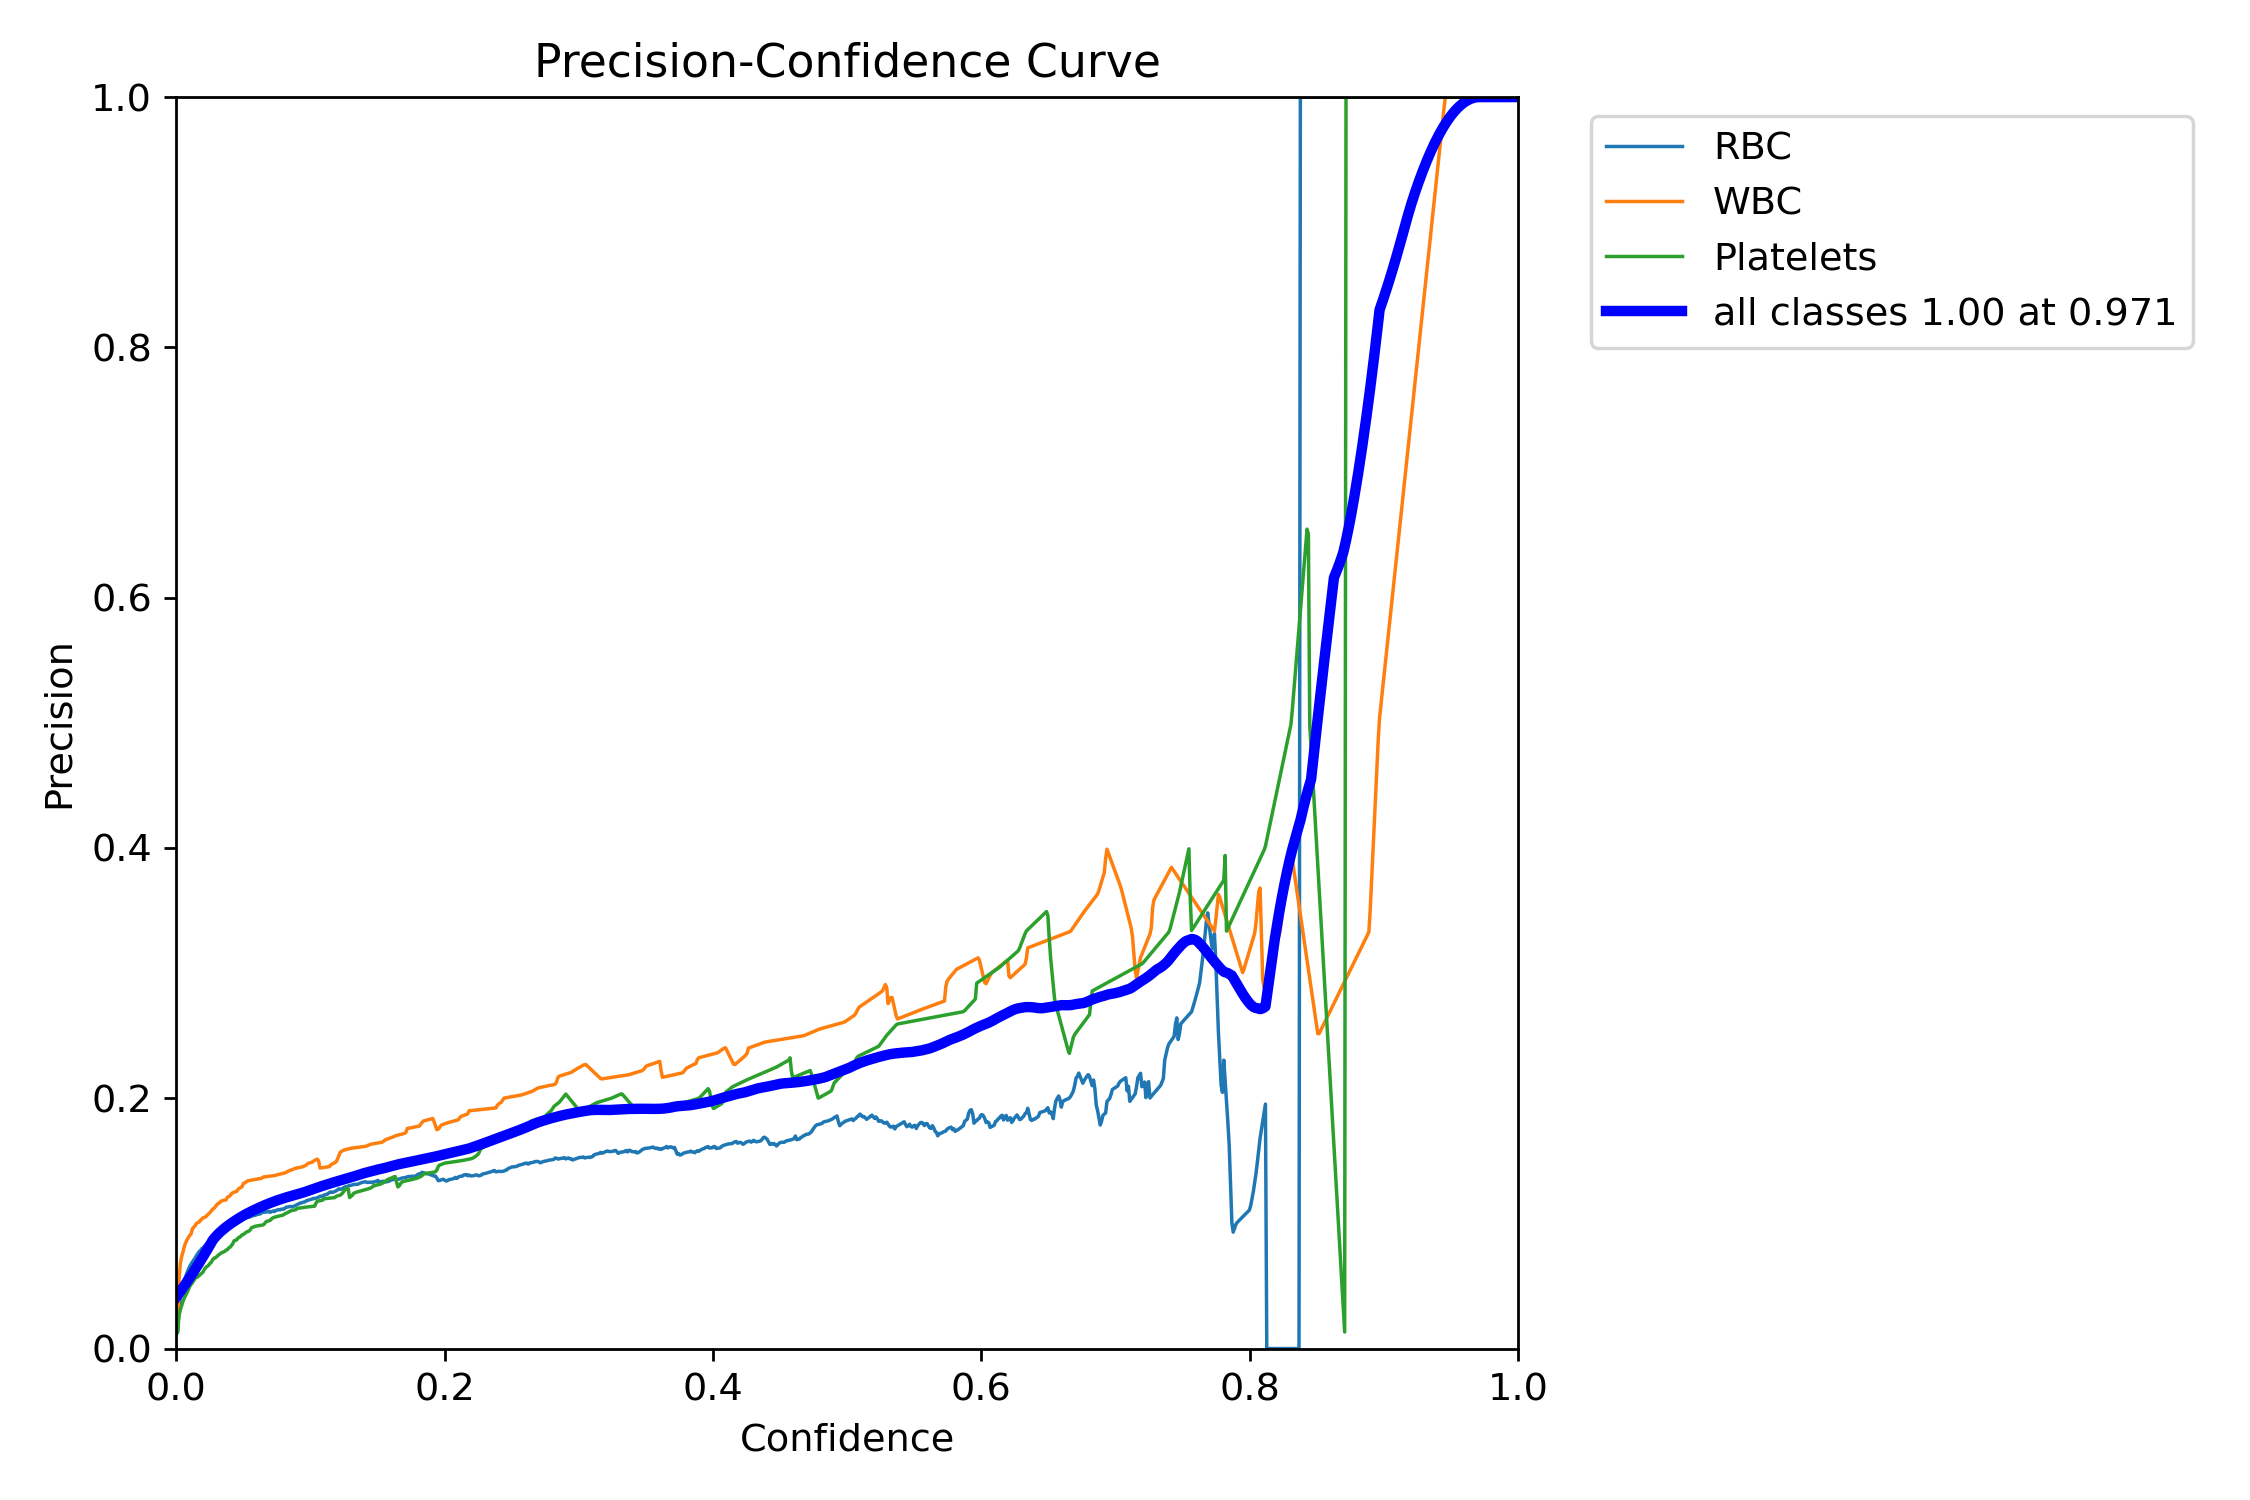 Precision-Confidence Curve
1.0
0.8
0.6
0.4
0.2
0.0
Precision
0.0 0.2 0.4 0.6 0.8 1.0
Confidence
RBC
WBC
Platelets
all classes 1.00 at 0.971